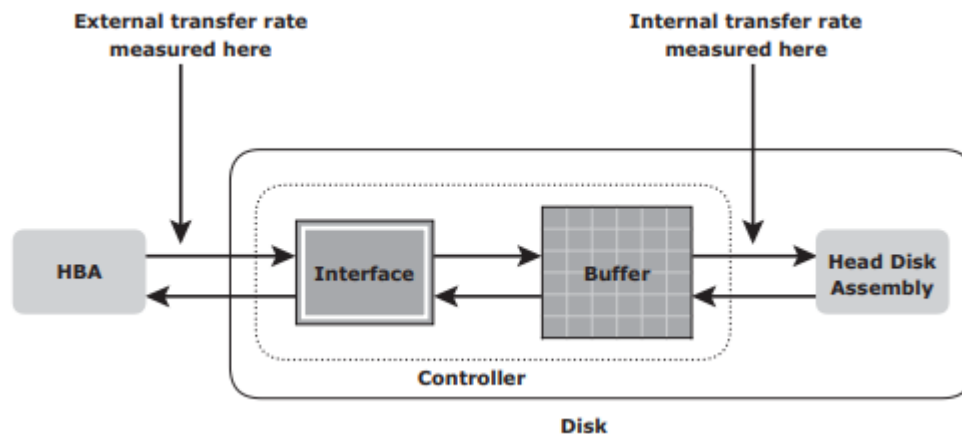 External transfer rate
measured here
Internal transfer rate
measured here
HBA
Interface
Buffer
Head Disk
Assembly
Controller
Disk